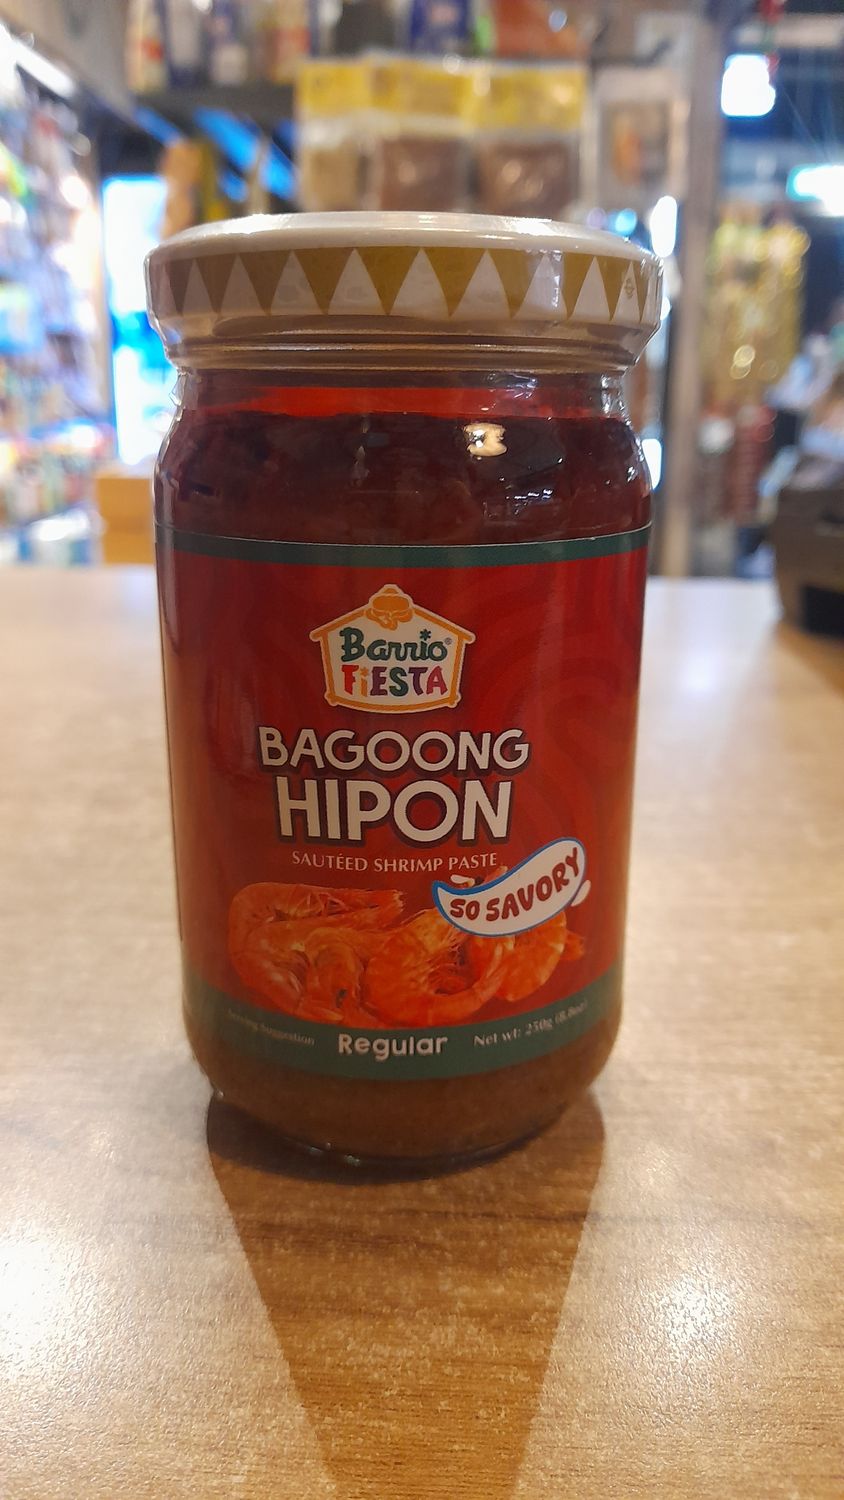 Barrio®
FiESTA
BAGOONG
HIPON
SAUTÉED SHRIMP PASTE
SO SAVORY
Serving Suggestion
Regular
Net wt: 250g (8.8oz)